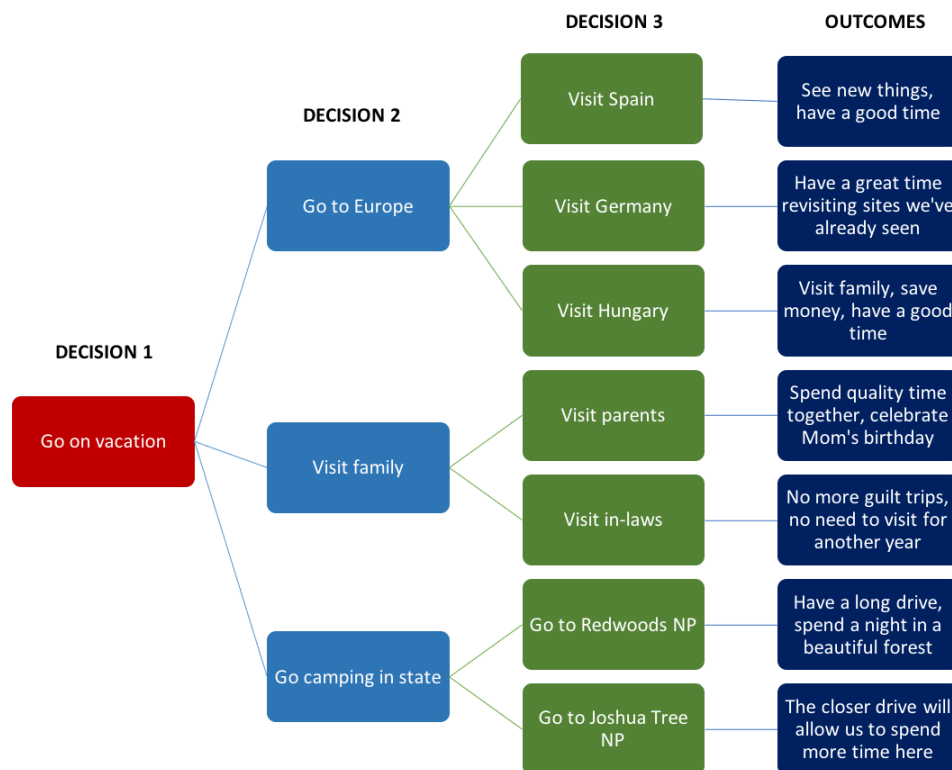 DECISION 3
OUTCOMES
DECISION 2
DECISION 1
Go on vacation
Go to Europe
Visit family
Go camping in state
Visit Spain
Visit Germany
Visit Hungary
Visit parents
Visit in-laws
Go to Redwoods NP
Go to Joshua Tree
NP
See new things,
have a good time
Have a great time
revisiting sites we've
already seen
Visit family, save
money, have a good
time
Spend quality time
together, celebrate
Mom's birthday
No more guilt trips,
no need to visit for
another year
Have a long drive,
spend a night in a
beautiful forest
The closer drive will
allow us to spend
more time here